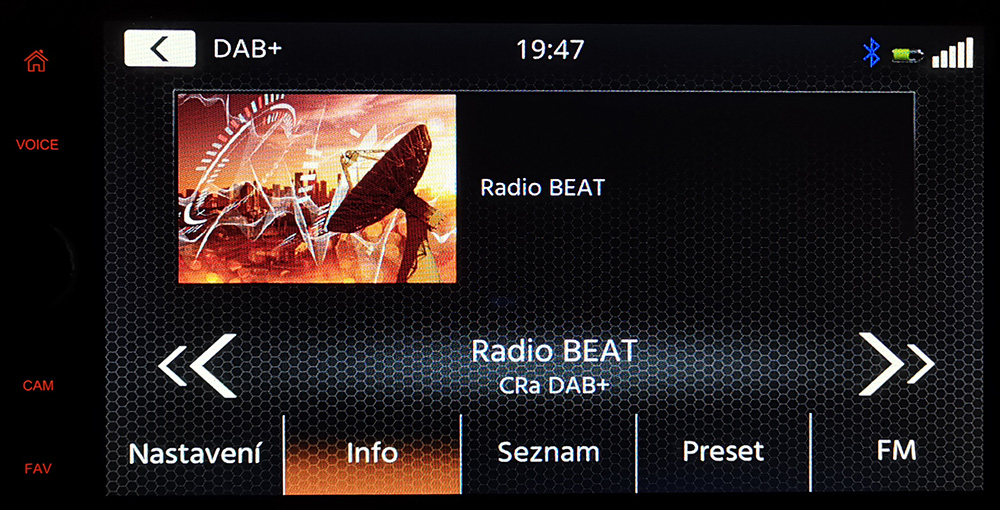 DAB+
19:47
VOICE
Radio BEAT
Radio BEAT
CRa DAB+
CAM
Nastavení
Info
Seznam
Preset
FM
FAV